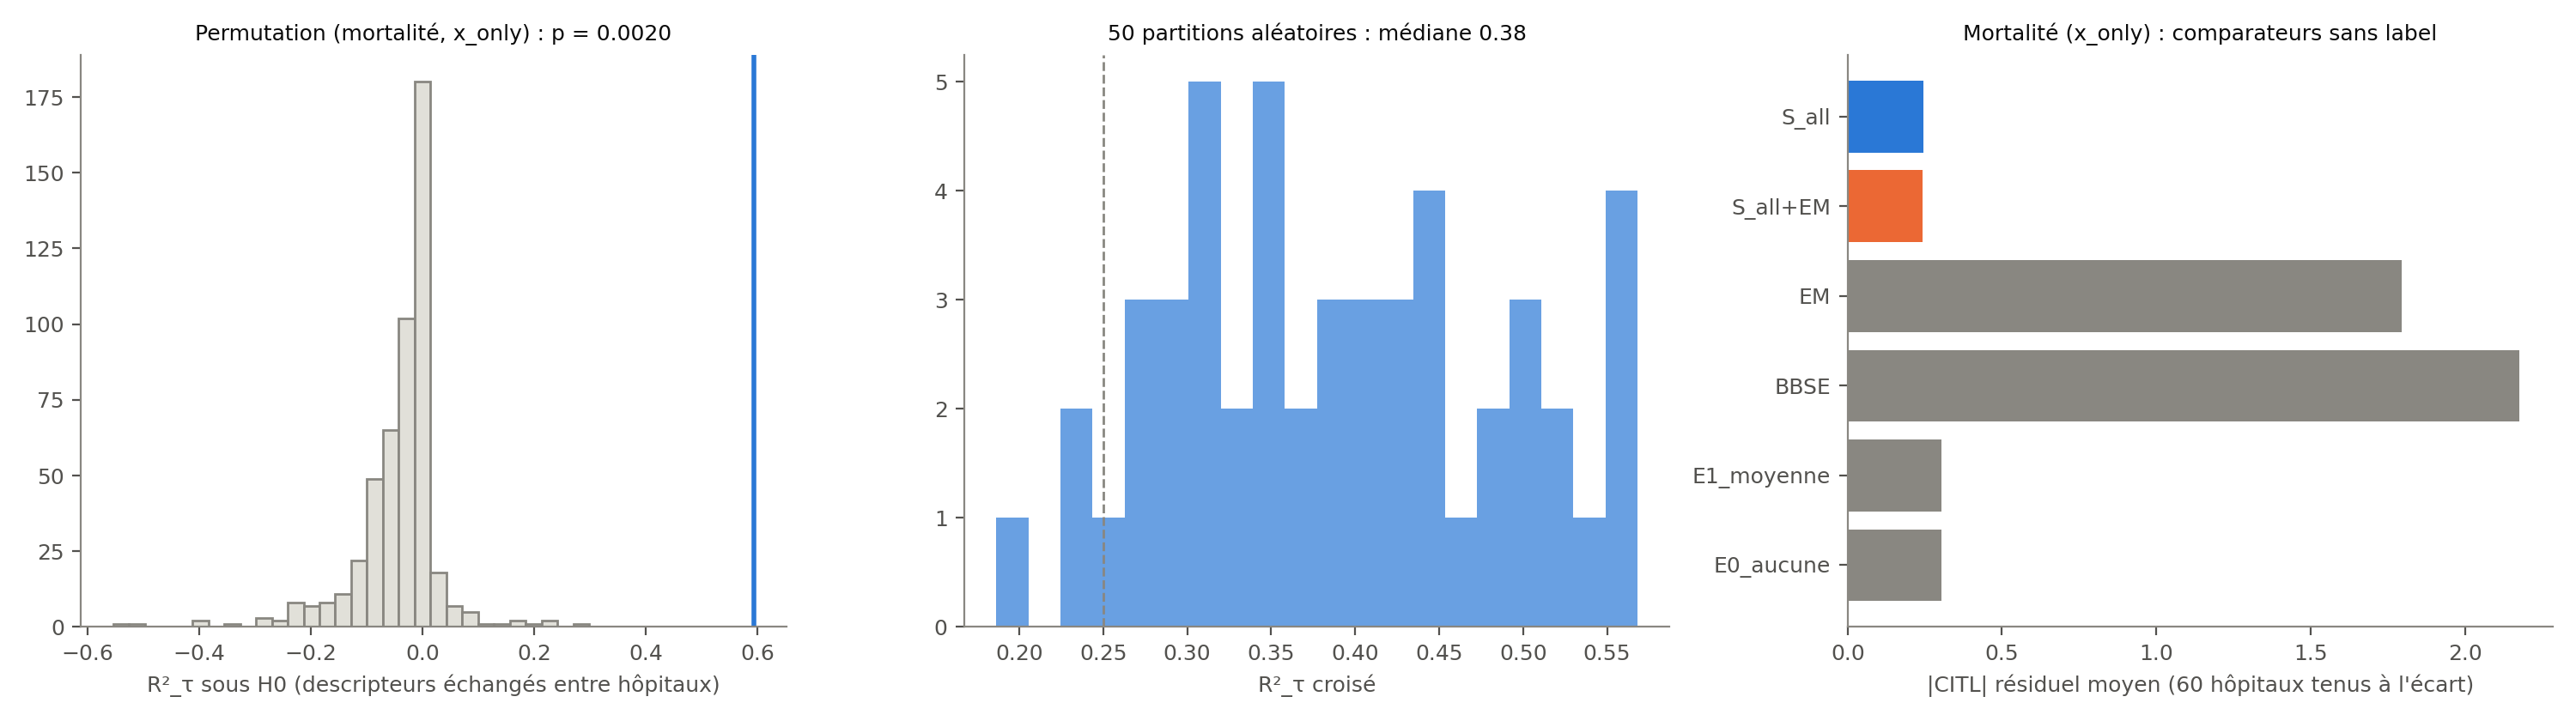 Permutation (mortalité, x_only) : p = 0.0020
175
150
125
100
75
50
25
0
−0.6
−0.4
−0.2
0.0
0.2
0.4
0.6
R²_τ sous H0 (descripteurs échangés entre hôpitaux)
50 partitions aléatoires : médiane 0.38
5
4
3
2
1
0
0.20
0.25
0.30
0.35
0.40
0.45
0.50
0.55
R²_τ croisé
Mortalité (x_only) : comparateurs sans label
S_all
S_all+EM
EM
BBSE
E1_moyenne
E0_aucune
0.0
0.5
1.0
1.5
2.0
|CITL| résiduel moyen (60 hôpitaux tenus à l'écart)